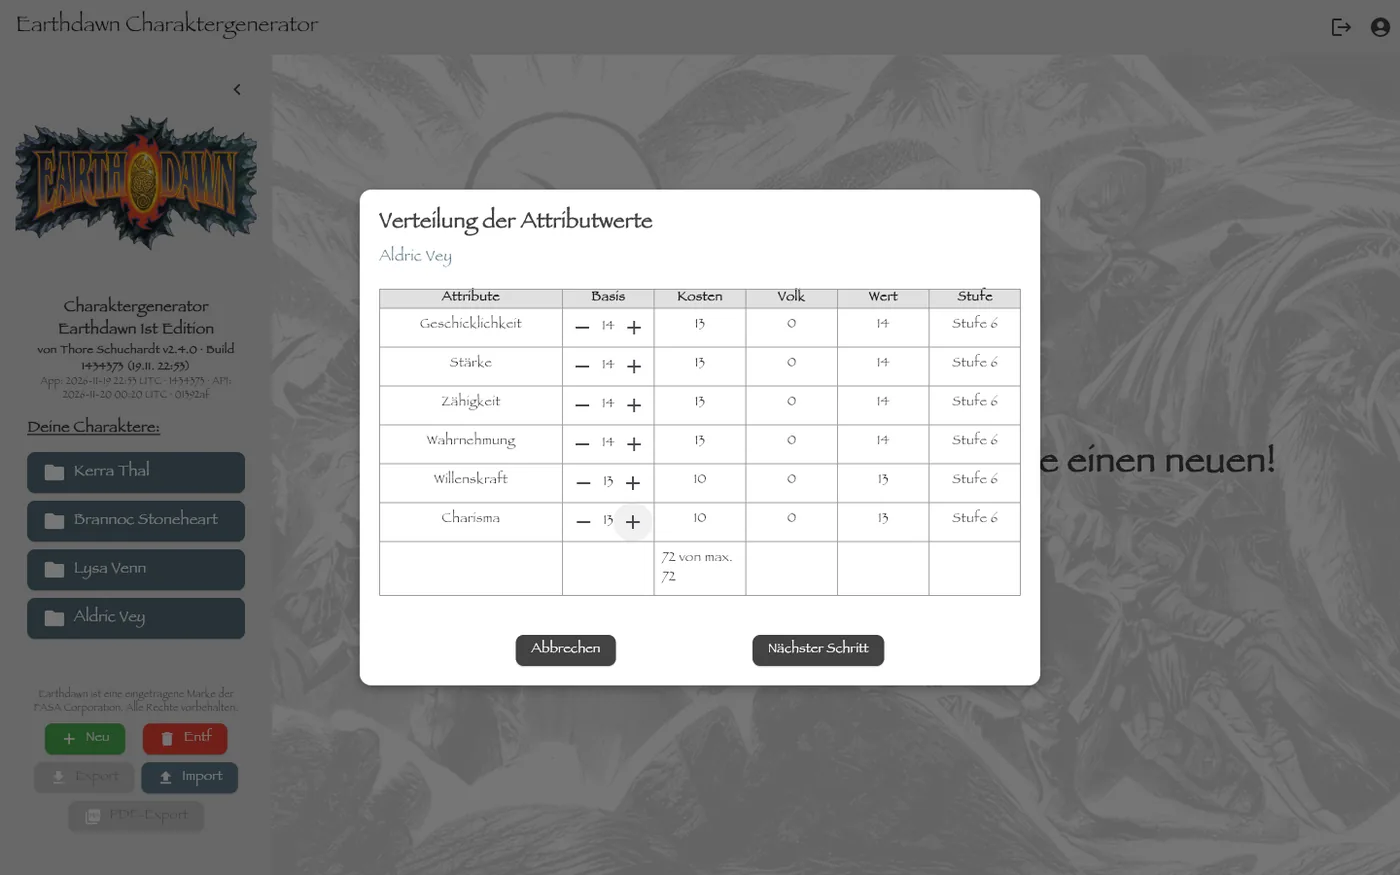 Earthdawn Charaktergenerator
EARTHDAWN
Charaktergenerator
Earthdawn 1st Edition
von Thore Schuchardt v2.4.0 · Build
1434373 (19.11. 22:53)
App: 2026-11-19 22:53 UTC · 1434373 · API:
2026-11-20 00:20 UTC · 01392af
Deine Charaktere:
Kerra Thal
Brannoc Stoneheart
Lysa Venn
Aldric Vey
Earthdawn ist eine eingetragene Marke der
FASA Corporation. Alle Rechte vorbehalten.
Neu
Entf
Export
Import
PDF-Export
e einen neuen!
Verteilung der Attributwerte
Aldric Vey
Attribute Basis Kosten Volk Wert Stufe
Geschicklichkeit 14 13 0 14 Stufe 6
Stärke 14 13 0 14 Stufe 6
Zähigkeit 14 13 0 14 Stufe 6
Wahrnehmung 14 13 0 14 Stufe 6
Willenskraft 13 10 0 13 Stufe 6
Charisma 13 10 0 13 Stufe 6
72 von max.
72
Abbrechen
Nächster Schritt